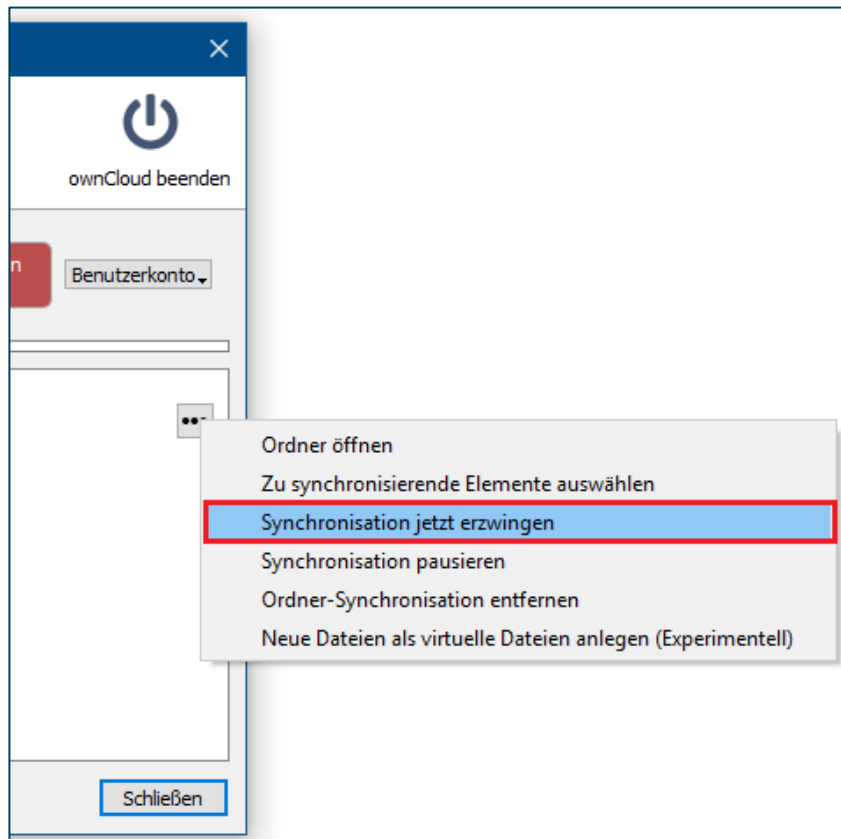 ownCloud beenden
n
Benutzerkonto
Ordner öffnen
Zu synchronisierende Elemente auswählen
Synchronisation jetzt erzwingen
Synchronisation pausieren
Ordner-Synchronisation entfernen
Neue Dateien als virtuelle Dateien anlegen (Experimentell)
Schließen